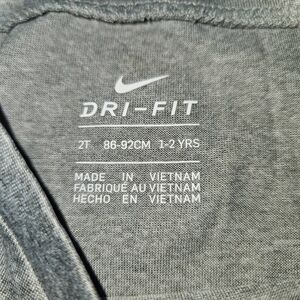 DRI-FIT
2T 86-92CM 1-2 YRS
MADE IN VIETNAM
FABRIQUÉ AU VIETNAM
HECHO EN VIETNAM